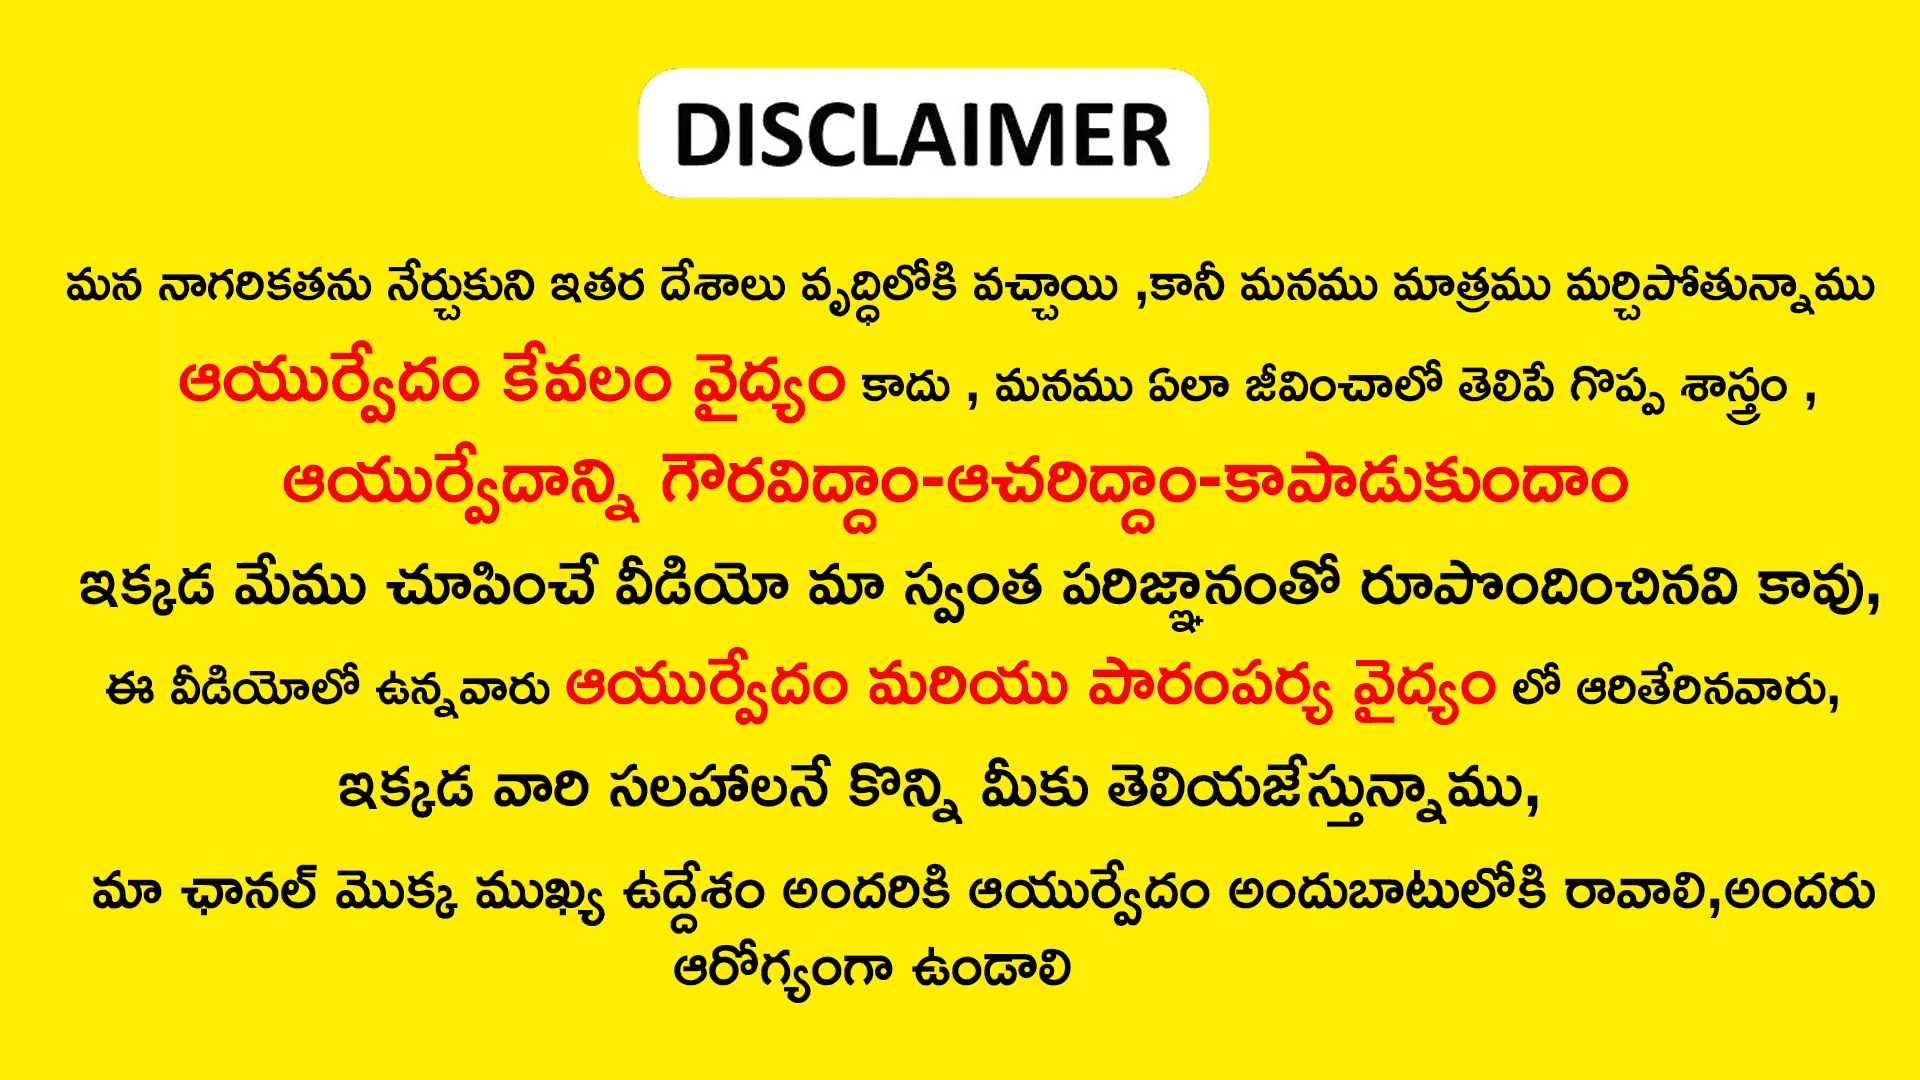 DISCLAIMER
మన నాగరికతను నేర్చుకుని ఇతర దేశాలు వృద్ధిలోకి వచ్చాయి ,కానీ మనము మాత్రము మర్చిపోతున్నాము
ఆయుర్వేదం కేవలం వైద్యం కాదు , మనము ఏలా జీవించాలో తెలిపే గొప్ప శాస్త్రం ,
ఆయుర్వేదాన్ని గౌరవిద్దాం-ఆచరిద్దాం-కాపాడుకుందాం
ఇక్కడ మేము చూపించే వీడియో మా స్వంత పరిజ్ఞానంతో రూపొందించినవి కావు,
ఈ వీడియోలో ఉన్నవారు ఆయుర్వేదం మరియు పారంపర్య వైద్యం లో ఆరితేరినవారు,
ఇక్కడ వారి సలహాలనే కొన్ని మీకు తెలియజేస్తున్నాము,
మా ఛానల్ మొక్క ముఖ్య ఉద్దేశం అందరికి ఆయుర్వేదం అందుబాటులోకి రావాలి,అందరు
ఆరోగ్యంగా ఉండాలి